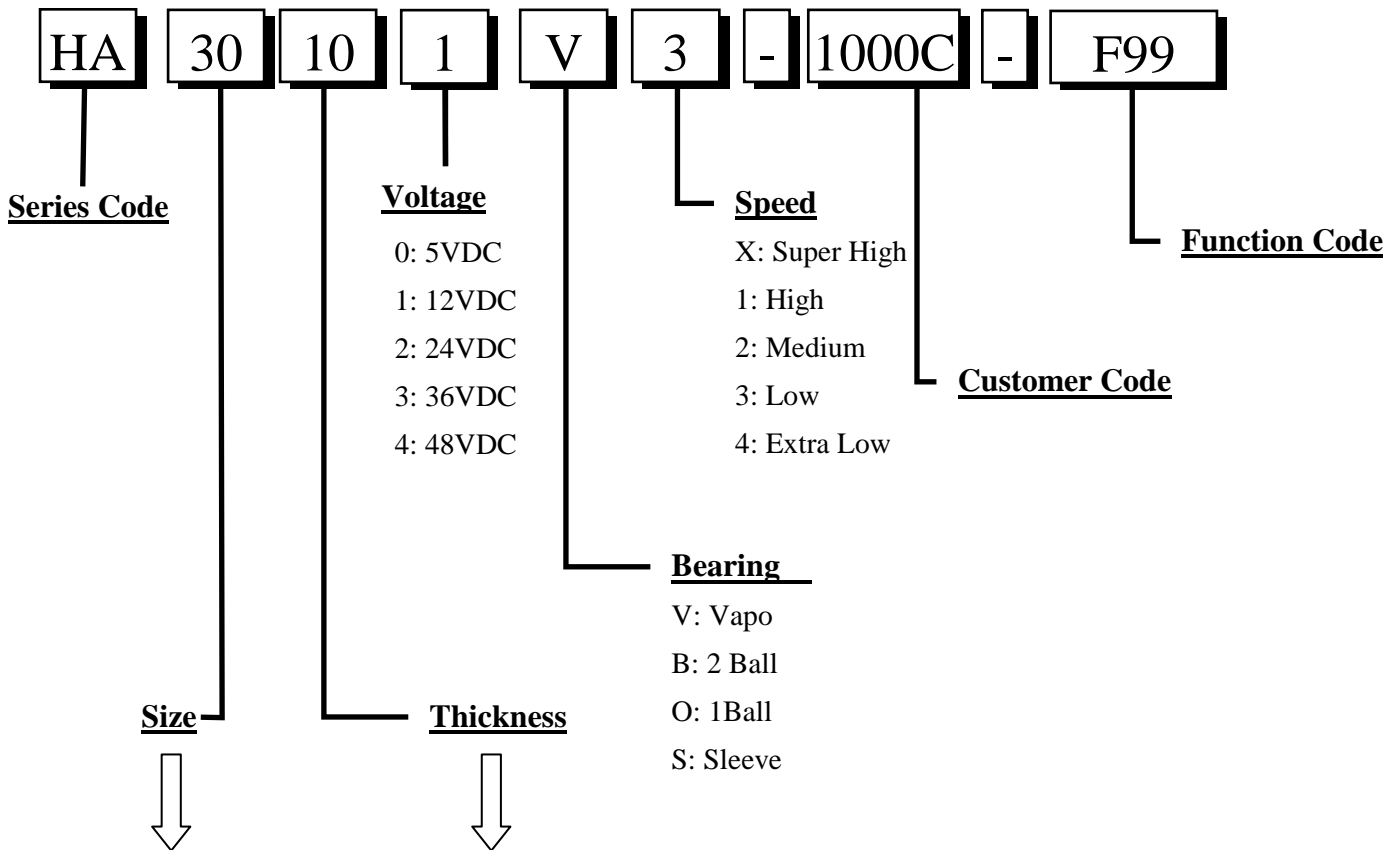 HA 30 10 1 V 3 - 1000C - F99
Series Code
Voltage
0: 5VDC
1: 12VDC
2: 24VDC
3: 36VDC
4: 48VDC
Speed
X: Super High
1: High
2: Medium
3: Low
4: Extra Low
Function Code
Customer Code
Bearing
V: Vapo
B: 2 Ball
O: 1Ball
S: Sleeve
Size
Thickness